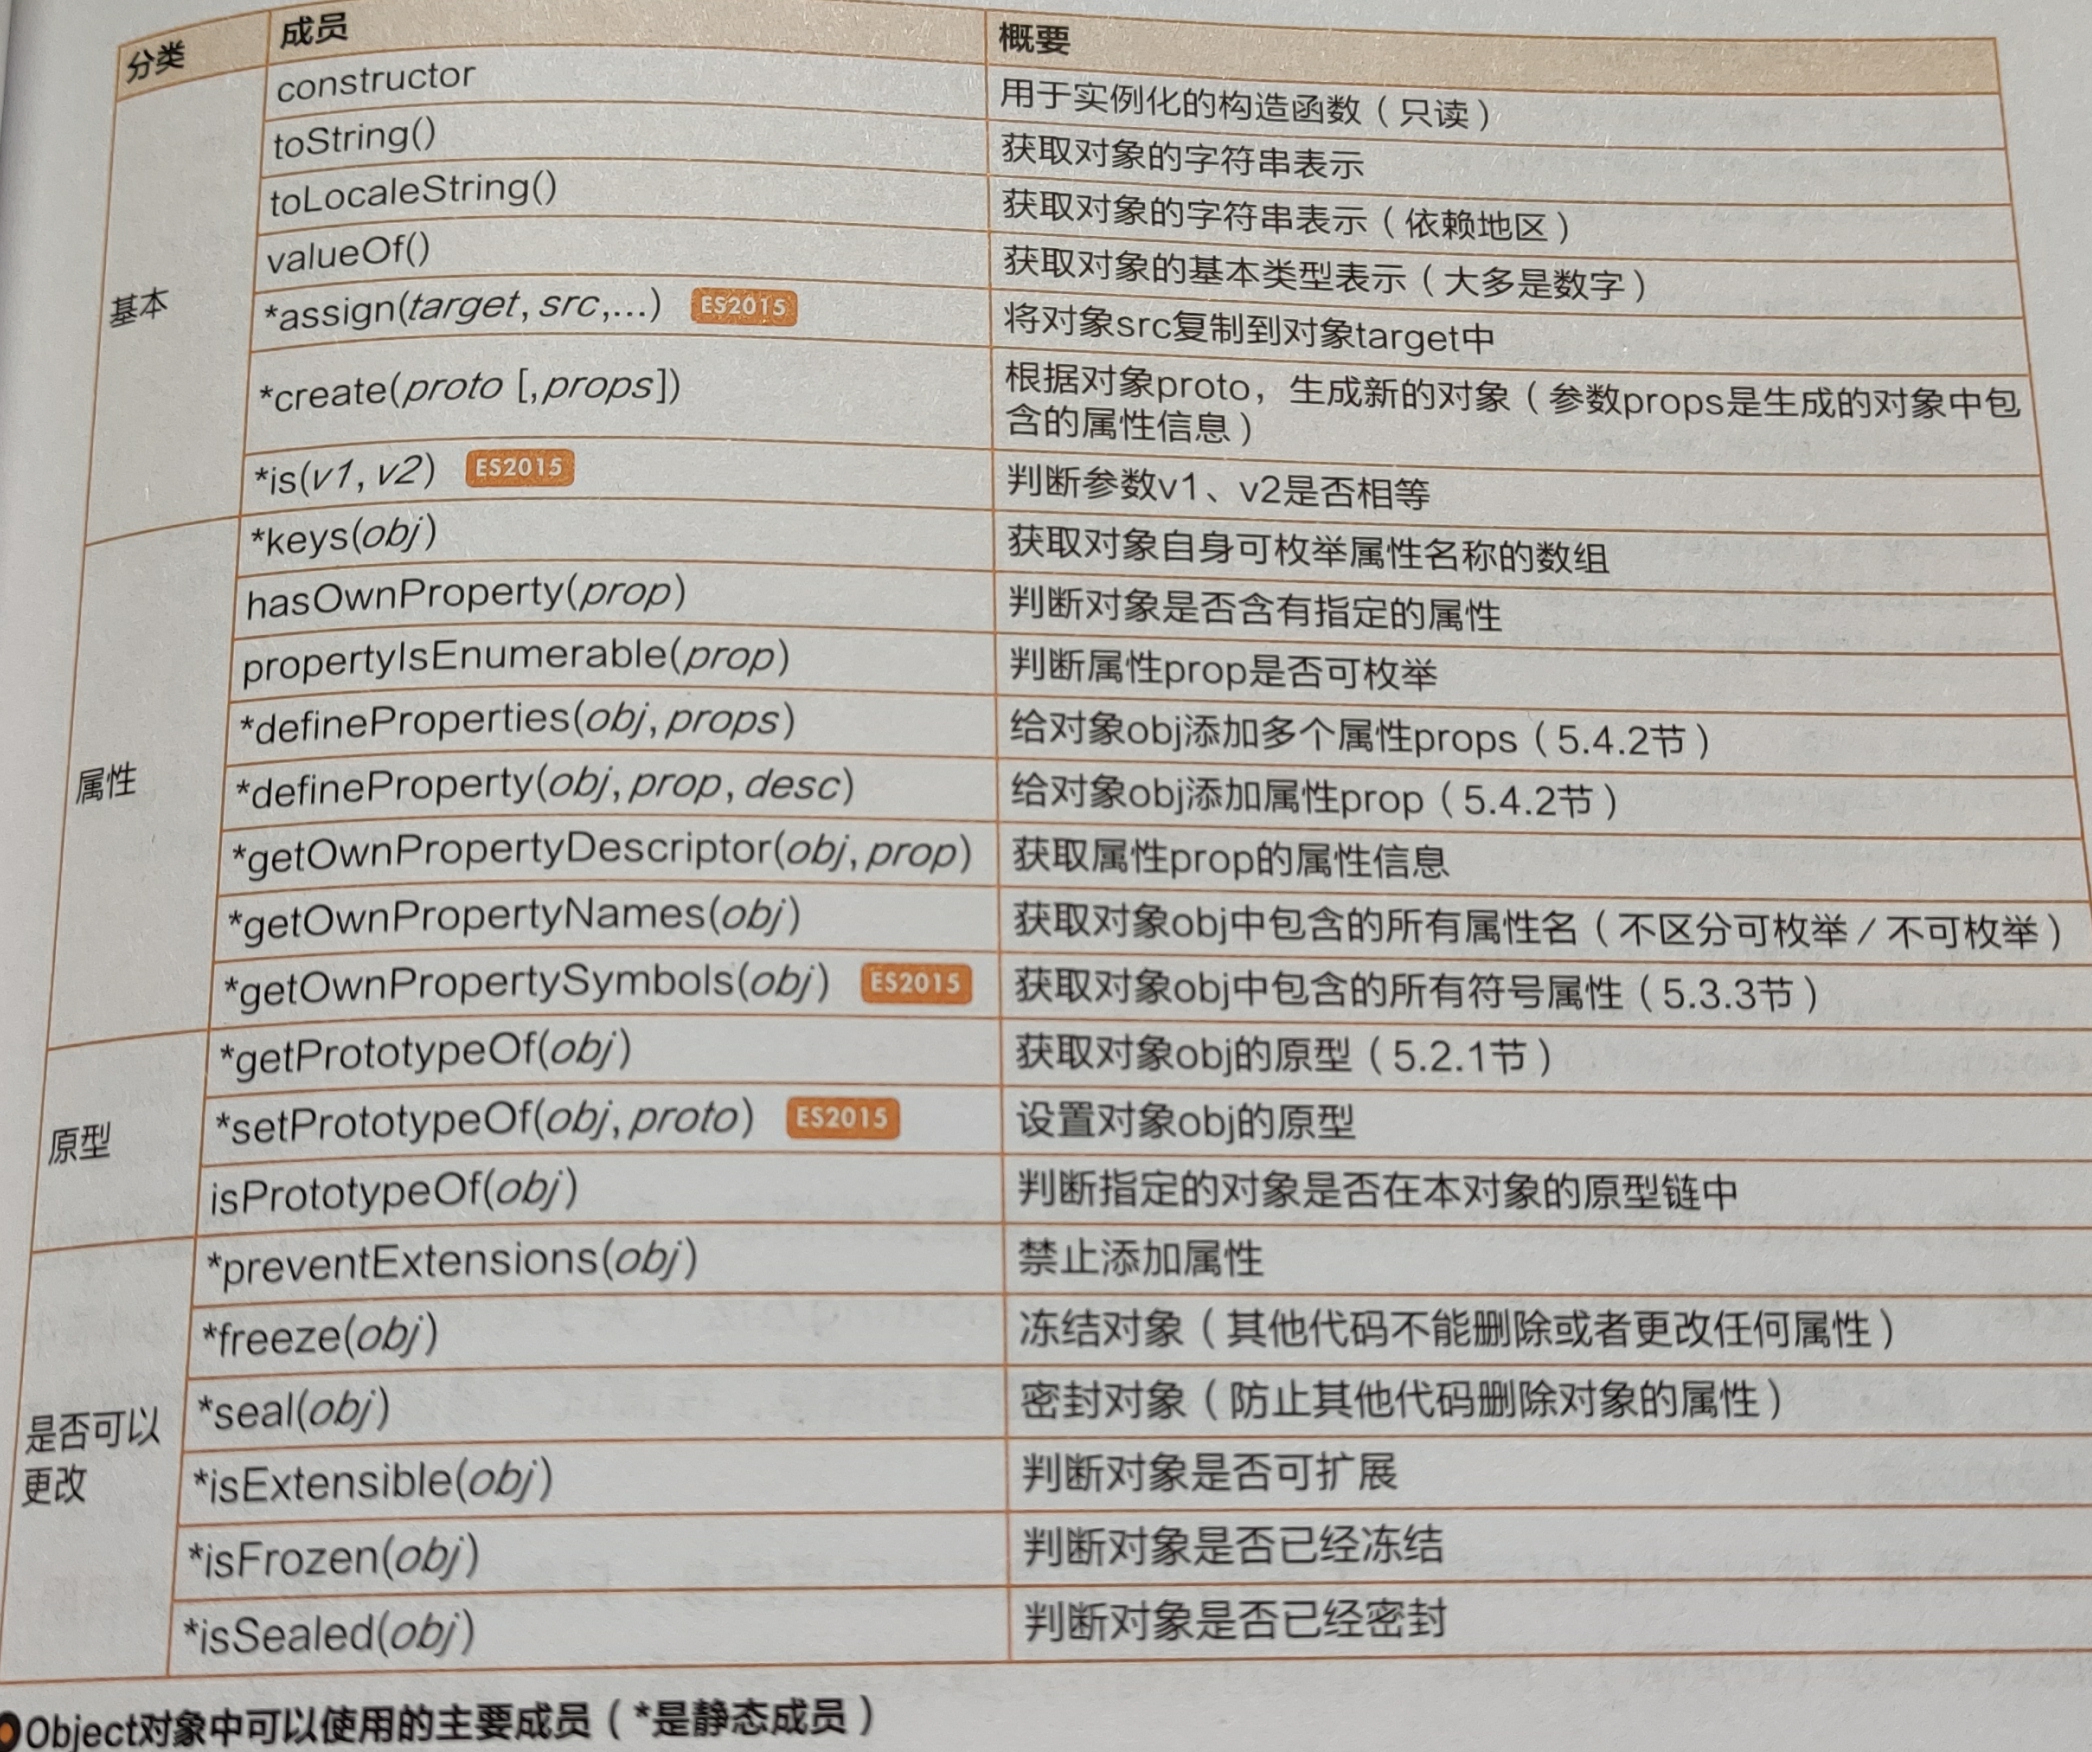 分类 成员 概要
基本
constructor 用于实例化的构造函数（只读）
toString() 获取对象的字符串表示
toLocaleString() 获取对象的字符串表示（依赖地区）
valueOf() 获取对象的基本类型表示（大多是数字）
*assign(target, src,...) ES2015 将对象src复制到对象target中
*create(proto [,props]) 根据对象proto，生成新的对象（参数props是生成的对象中包
含的属性信息）
*is(v1, v2) ES2015 判断参数v1、v2是否相等
属性
*keys(obj) 获取对象自身可枚举属性名称的数组
hasOwnProperty(prop) 判断对象是否含有指定的属性
propertyIsEnumerable(prop) 判断属性prop是否可枚举
*defineProperties(obj, props) 给对象obj添加多个属性props（5.4.2节）
*defineProperty(obj, prop, desc) 给对象obj添加属性prop（5.4.2节）
*getOwnPropertyDescriptor(obj, prop) 获取属性prop的属性信息
*getOwnPropertyNames(obj) 获取对象obj中包含的所有属性名（不区分可枚举 / 不可枚举）
*getOwnPropertySymbols(obj) ES2015 获取对象obj中包含的所有符号属性（5.3.3节）
原型
*getPrototypeOf(obj) 获取对象obj的原型（5.2.1节）
*setPrototypeOf(obj, proto) ES2015 设置对象obj的原型
isPrototypeOf(obj) 判断指定的对象是否在本对象的原型链中
是否可以
更改
*preventExtensions(obj) 禁止添加属性
*freeze(obj) 冻结对象（其他代码不能删除或者更改任何属性）
*seal(obj) 密封对象（防止其他代码删除对象的属性）
*isExtensible(obj) 判断对象是否可扩展
*isFrozen(obj) 判断对象是否已经冻结
*isSealed(obj) 判断对象是否已经密封
Object对象中可以使用的主要成员（*是静态成员）